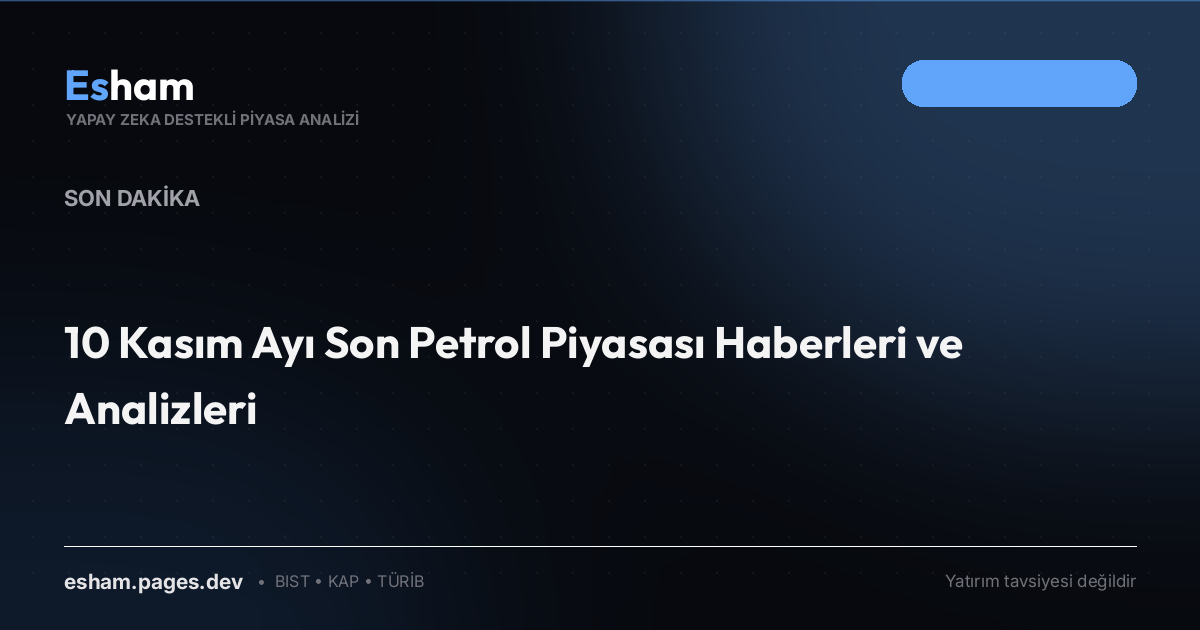 Esham
YAPAY ZEKA DESTEKLİ PİYASA ANALİZİ
SON DAKİKA
10 Kasım Ayı Son Petrol Piyasası Haberleri ve
Analizleri
esham.pages.dev • BIST • KAP • TÜRİB
Yatırım tavsiyesi değildir